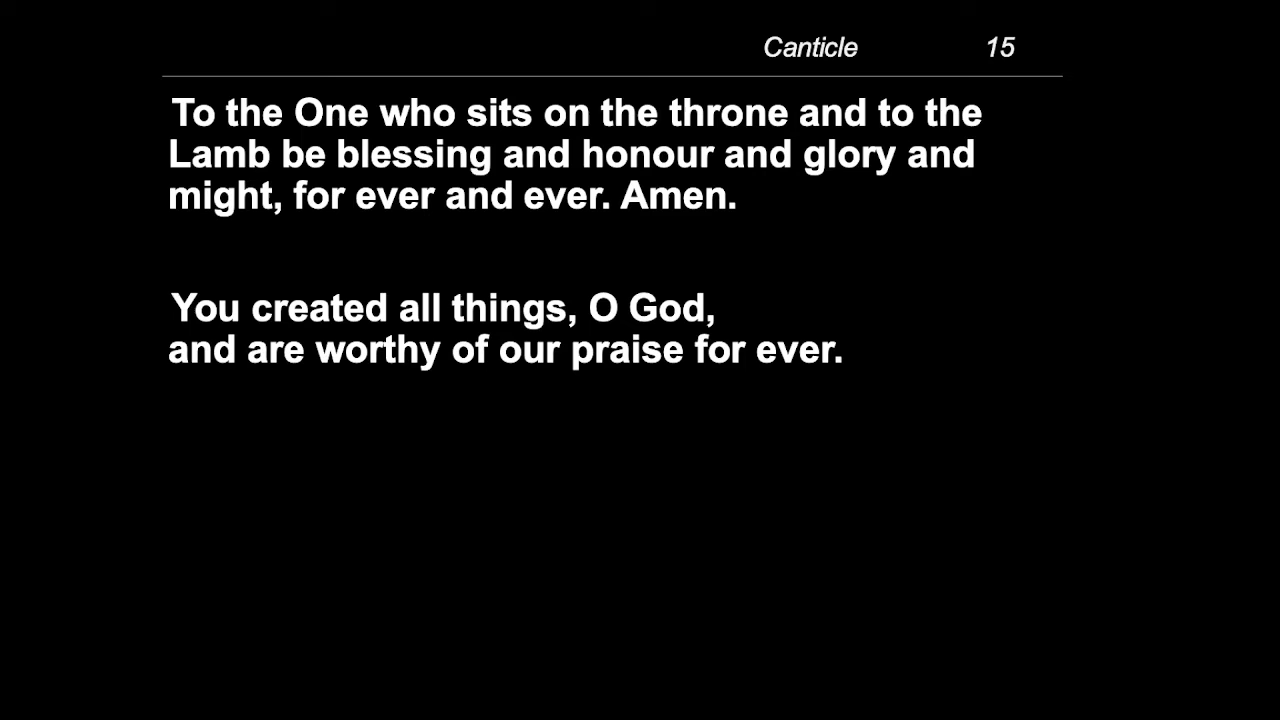 Canticle 15
To the One who sits on the throne and to the
Lamb be blessing and honour and glory and
might, for ever and ever. Amen.
You created all things, O God,
and are worthy of our praise for ever.